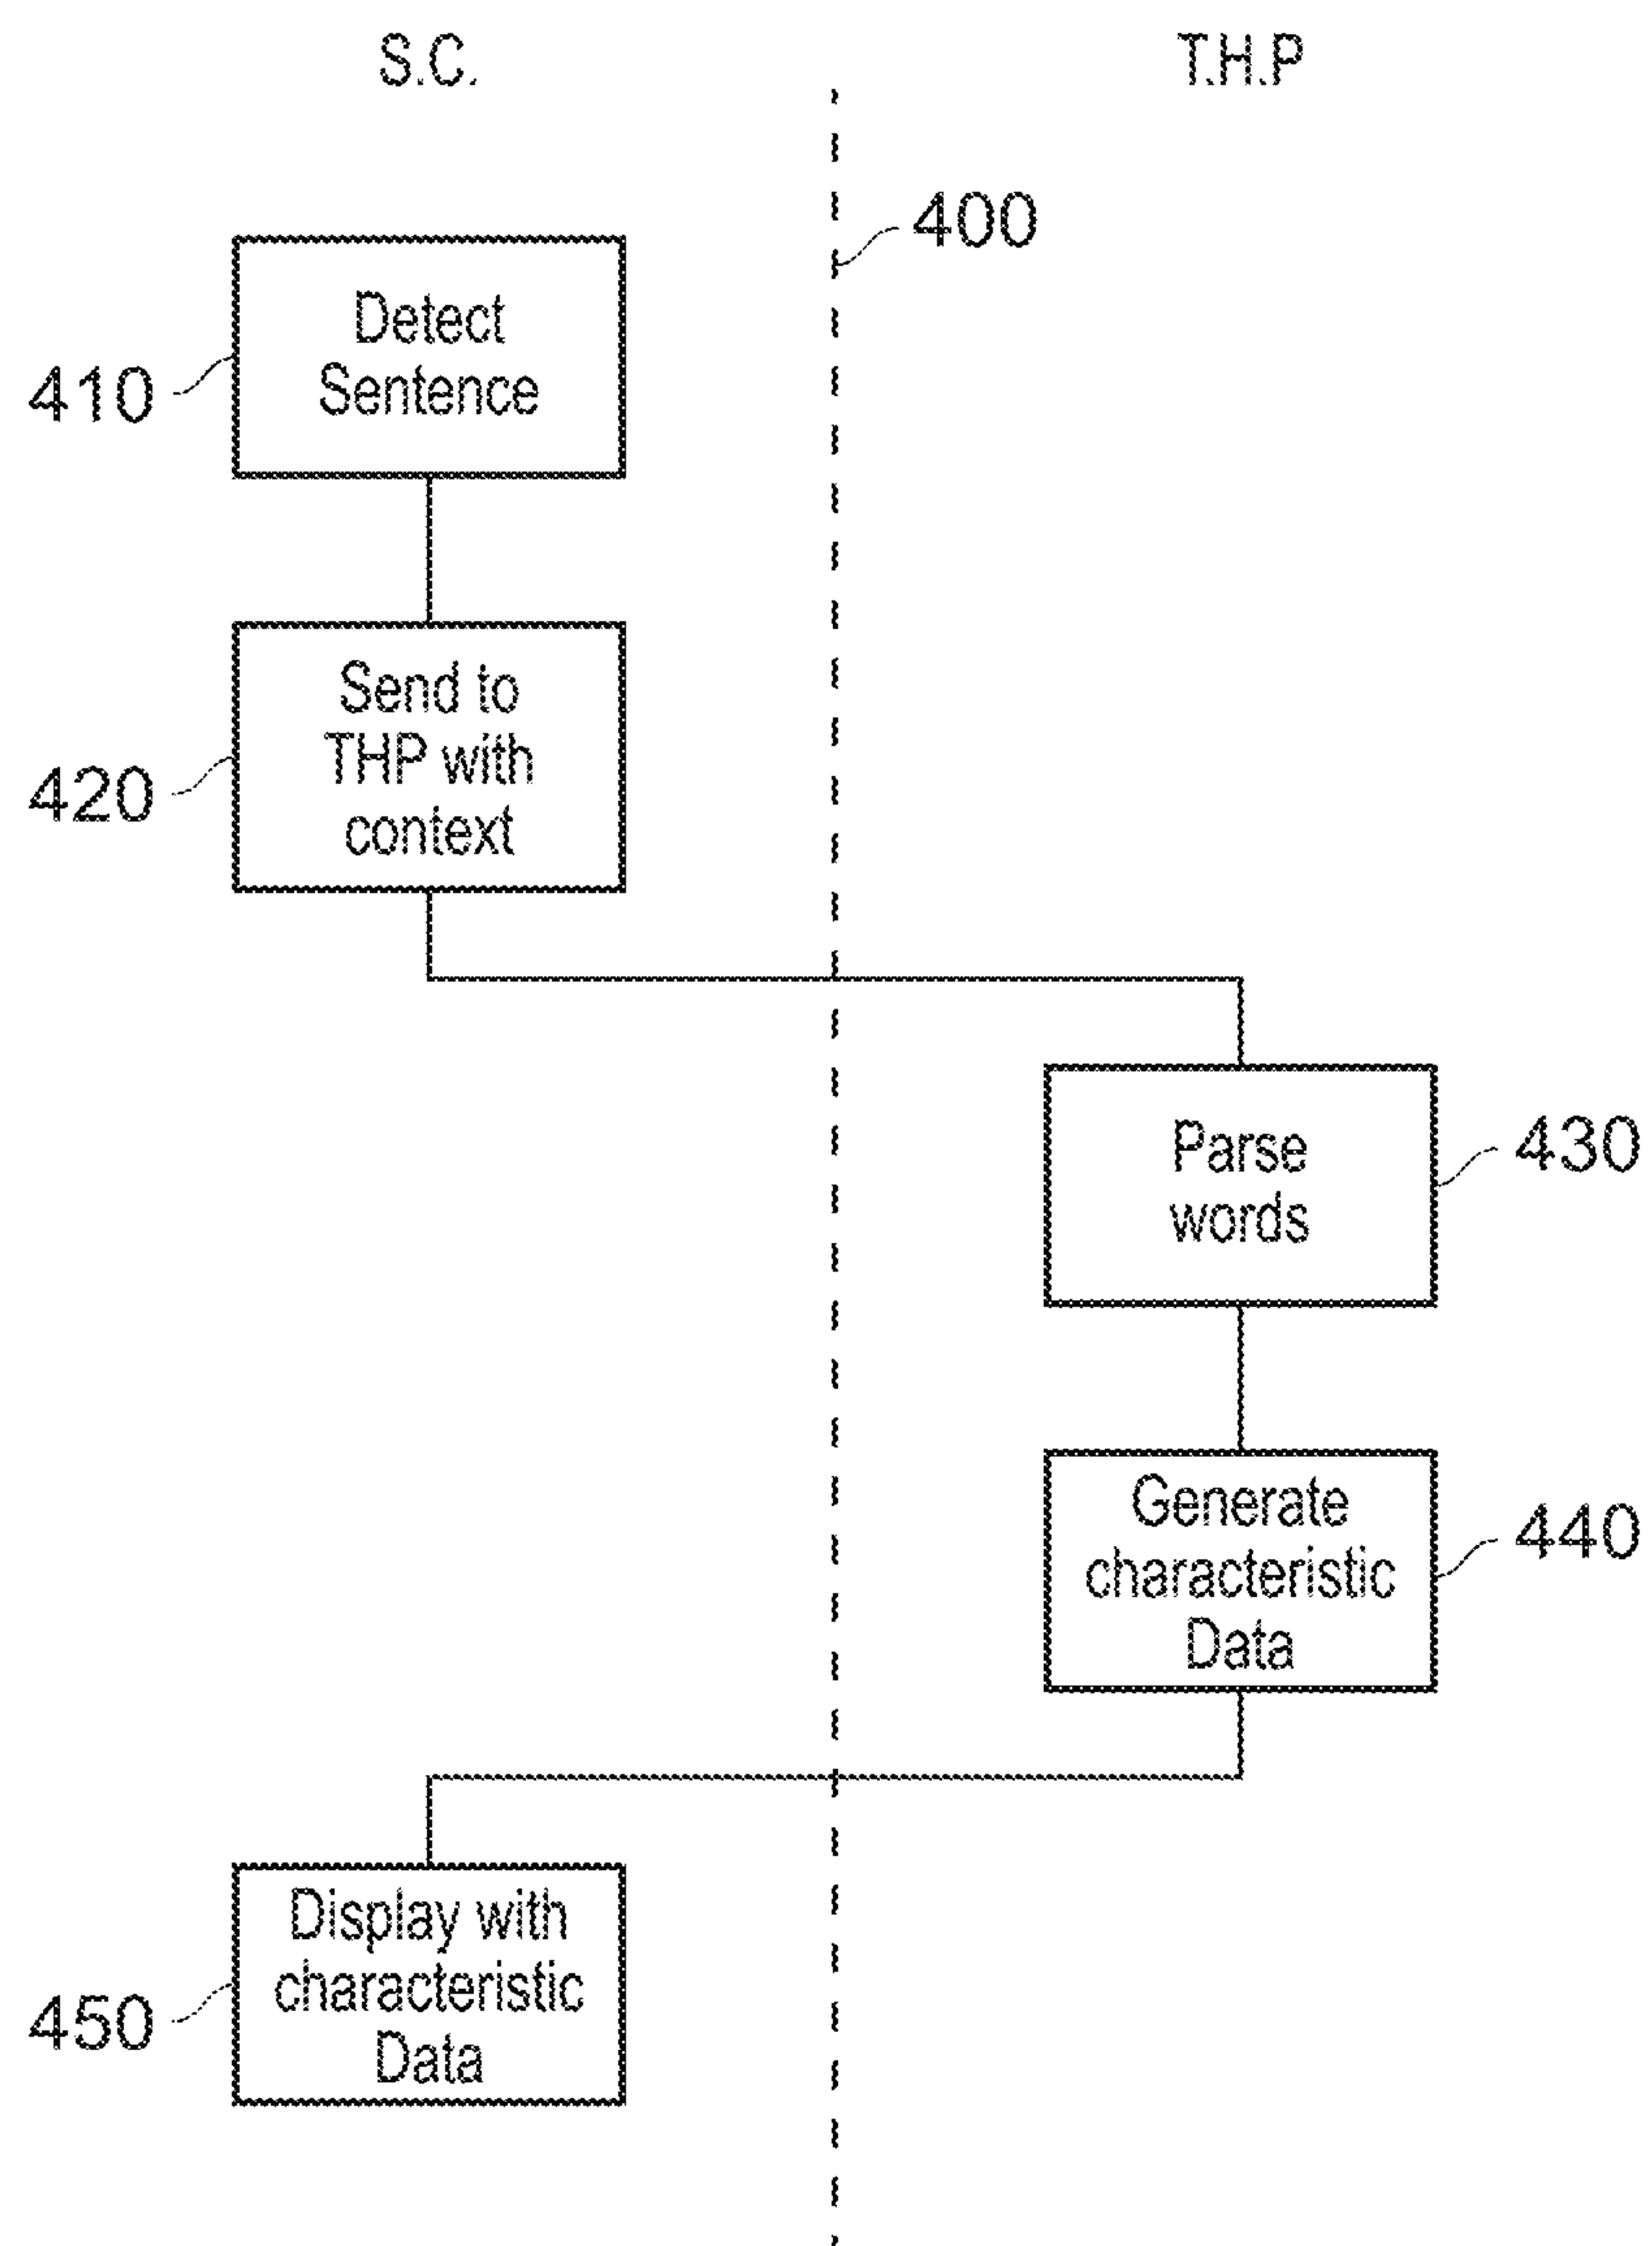 S.C.
T.H.P
400
410
Detect
Sentence
420
Send to
THP with
context
430
Parse
words
440
Generate
characteristic
Data
450
Display with
characteristic
Data